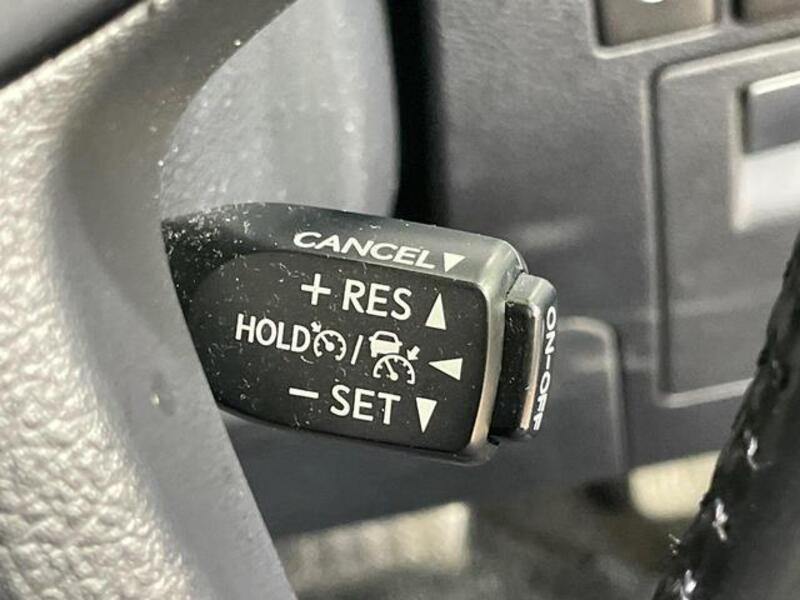 CANCEL▼
+ RES ▲
HOLD / ◀
− SET ▼
ON-OFF